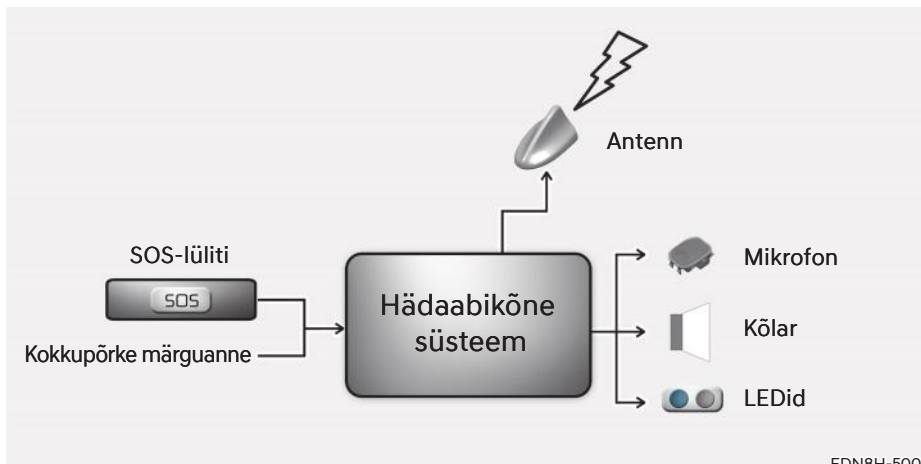 Antenn
SOS-lüliti
SOS
Kokkupõrke märguanne
Hädaabikõne
süsteem
Mikrofon
Kõlar
LEDid